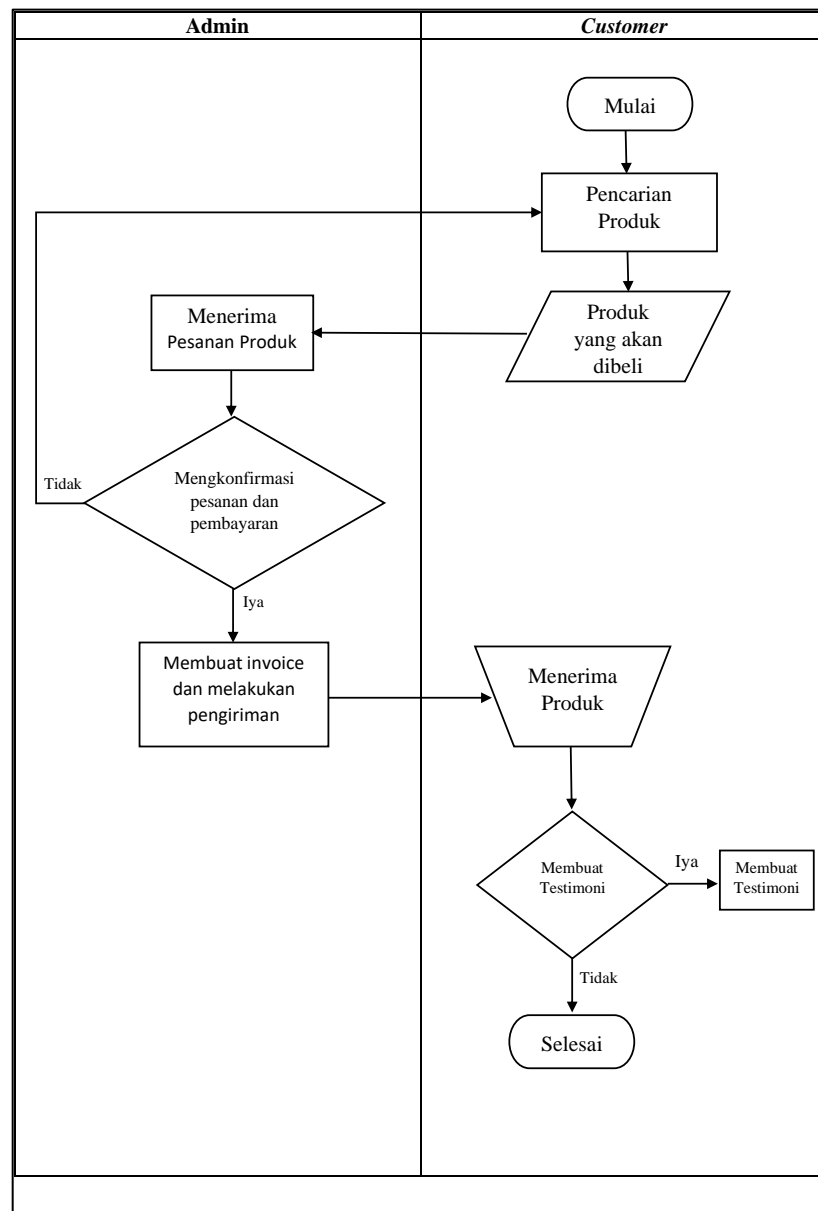 Admin
Customer
Mulai
Pencarian
Produk
Produk
yang akan
dibeli
Menerima
Pesanan Produk
Mengkonfirmasi
pesanan dan
pembayaran
Tidak
Iya
Membuat invoice
dan melakukan
pengiriman
Menerima
Produk
Membuat
Testimoni
Iya
Membuat
Testimoni
Tidak
Selesai